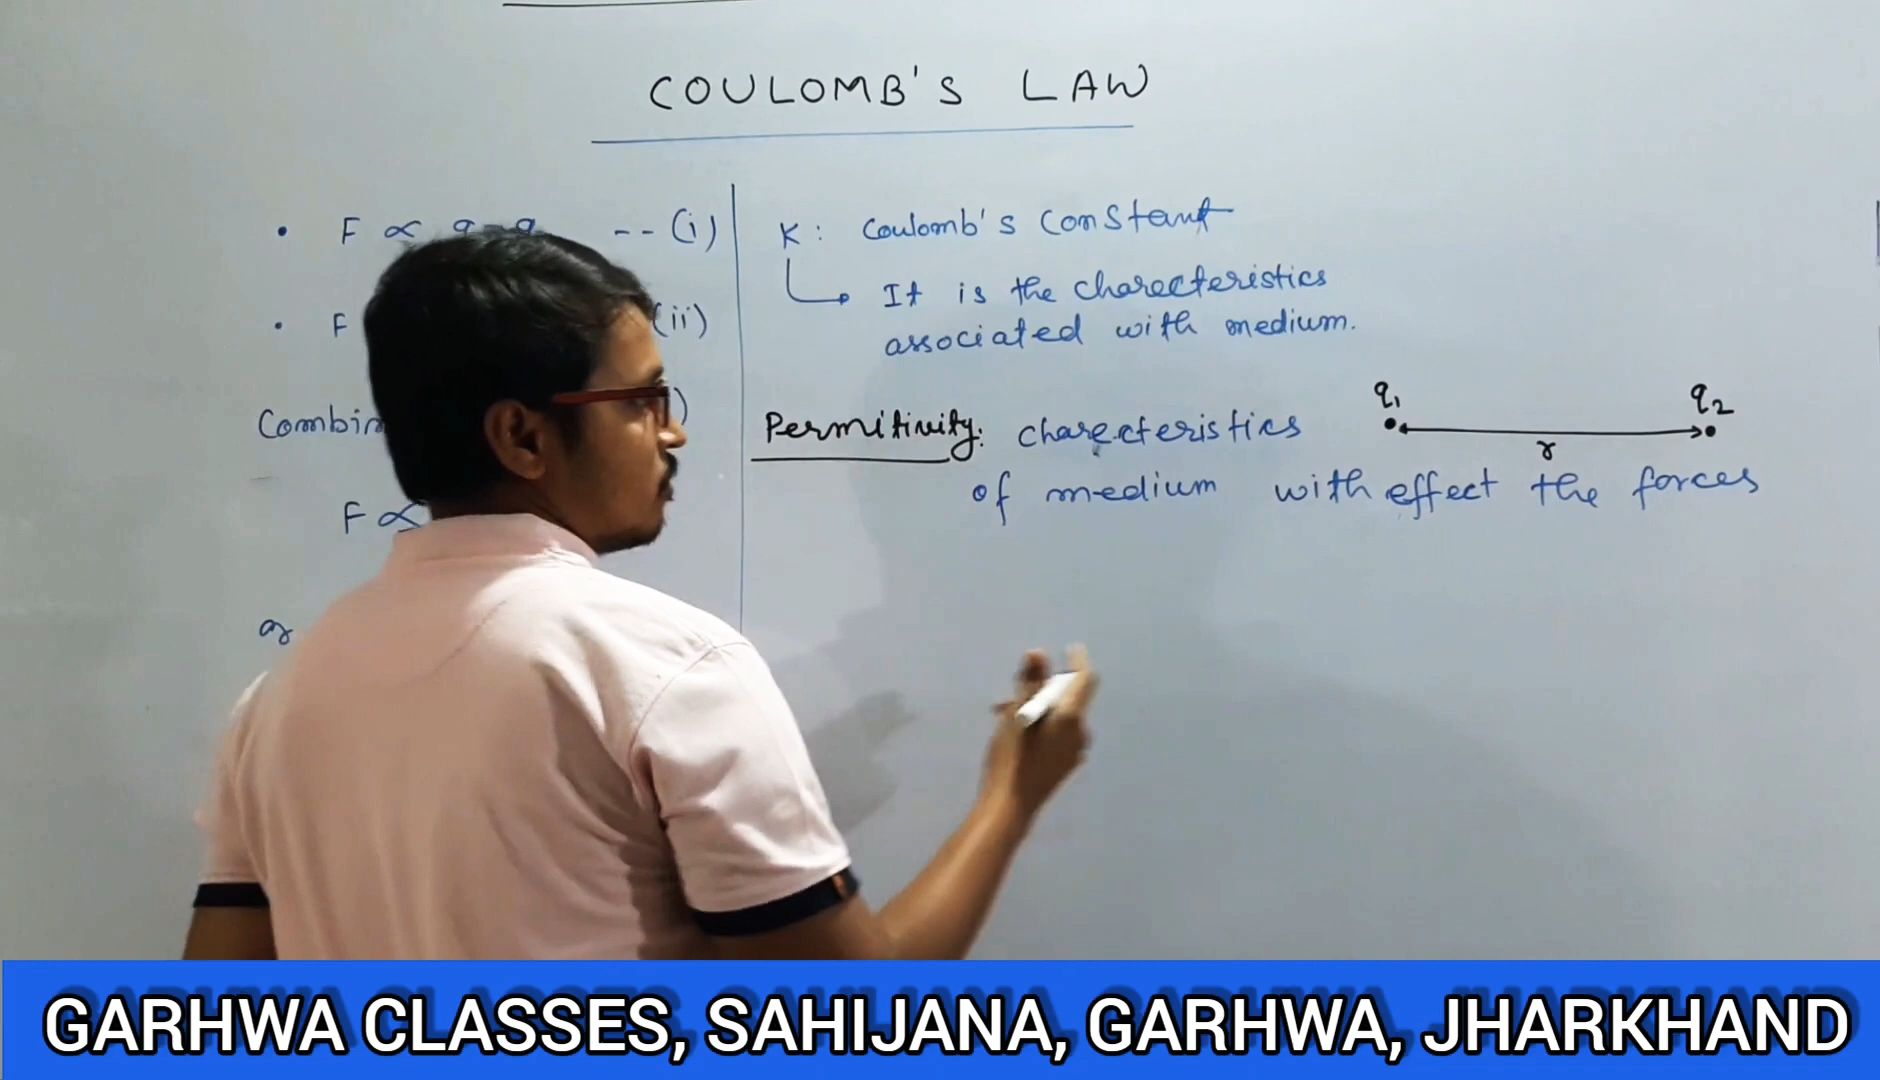 COULOMB'S LAW
• F ∝ q q -- (i)
• F (ii)
)
F ∝
or
K : Coulomb's constant
It is the charecteristics
associated with medium.
Permitivity: charecteristics
of medium with effect the forces
q1 q2
r
GARHWA CLASSES, SAHIJANA, GARHWA, JHARKHAND